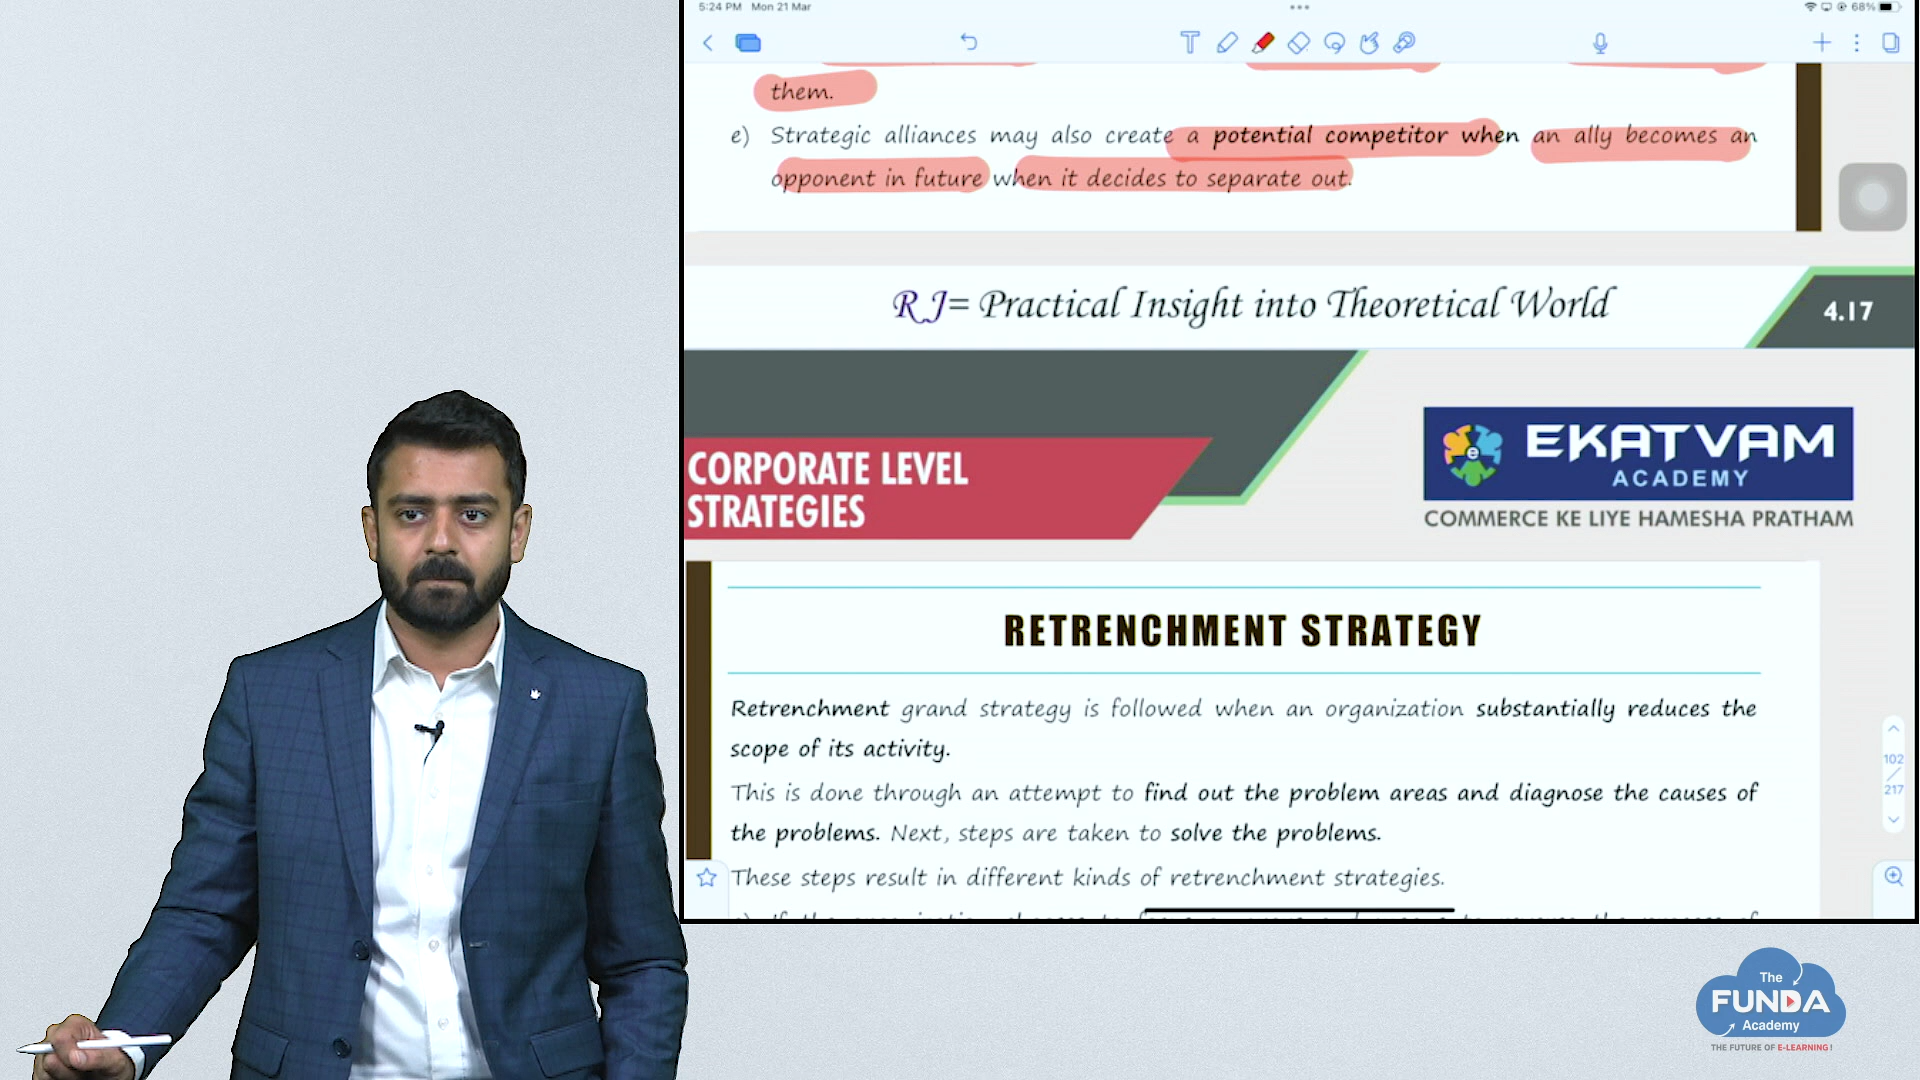 5:24 PM Mon 21 Mar
68%
them.
e) Strategic alliances may also create a potential competitor when an ally becomes an
opponent in future when it decides to separate out.
RJ= Practical Insight into Theoretical World
4.17
CORPORATE LEVEL
STRATEGIES
EKATVAM
ACADEMY
COMMERCE KE LIYE HAMESHA PRATHAM
RETRENCHMENT STRATEGY
Retrenchment grand strategy is followed when an organization substantially reduces the
scope of its activity.
This is done through an attempt to find out the problem areas and diagnose the causes of
the problems. Next, steps are taken to solve the problems.
These steps result in different kinds of retrenchment strategies.
102
217
The
FUNDA
Academy
THE FUTURE OF E-LEARNING!